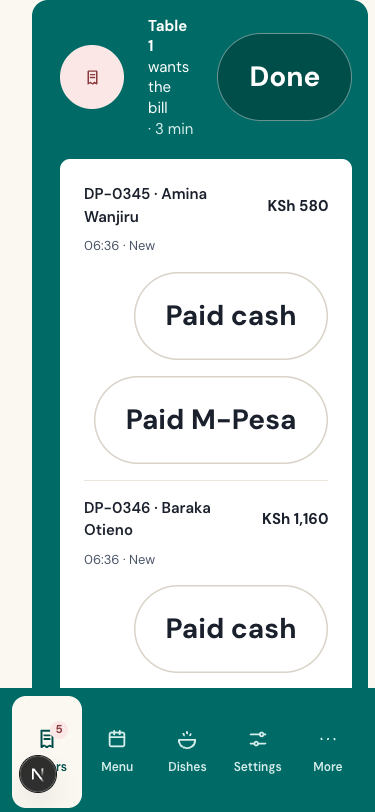 Table
1
wants
the
bill
· 3 min
Done
DP-0345 · Amina
Wanjiru
KSh 580
06:36 · New
Paid cash
Paid M-Pesa
DP-0346 · Baraka
Otieno
KSh 1,160
06:36 · New
Paid cash
5
rs
N
Menu
Dishes
Settings
More